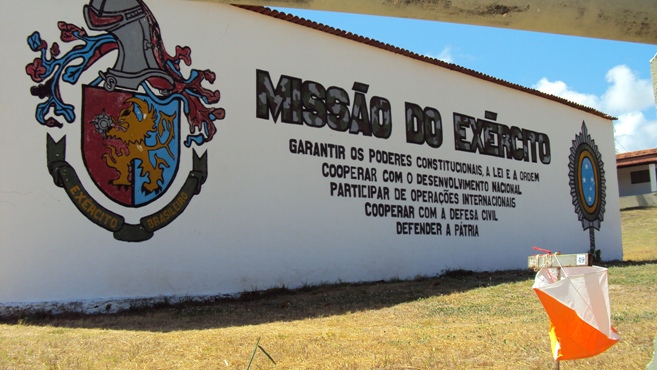 MISSÃO DO EXÉRCITO
GARANTIR OS PODERES CONSTITUCIONAIS, A LEI E A ORDEM
COOPERAR COM O DESENVOLVIMENTO NACIONAL
PARTICIPAR DE OPERAÇÕES INTERNACIONAIS
COOPERAR COM A DEFESA CIVIL
DEFENDER A PÁTRIA
EXÉRCITO BRASILEIRO